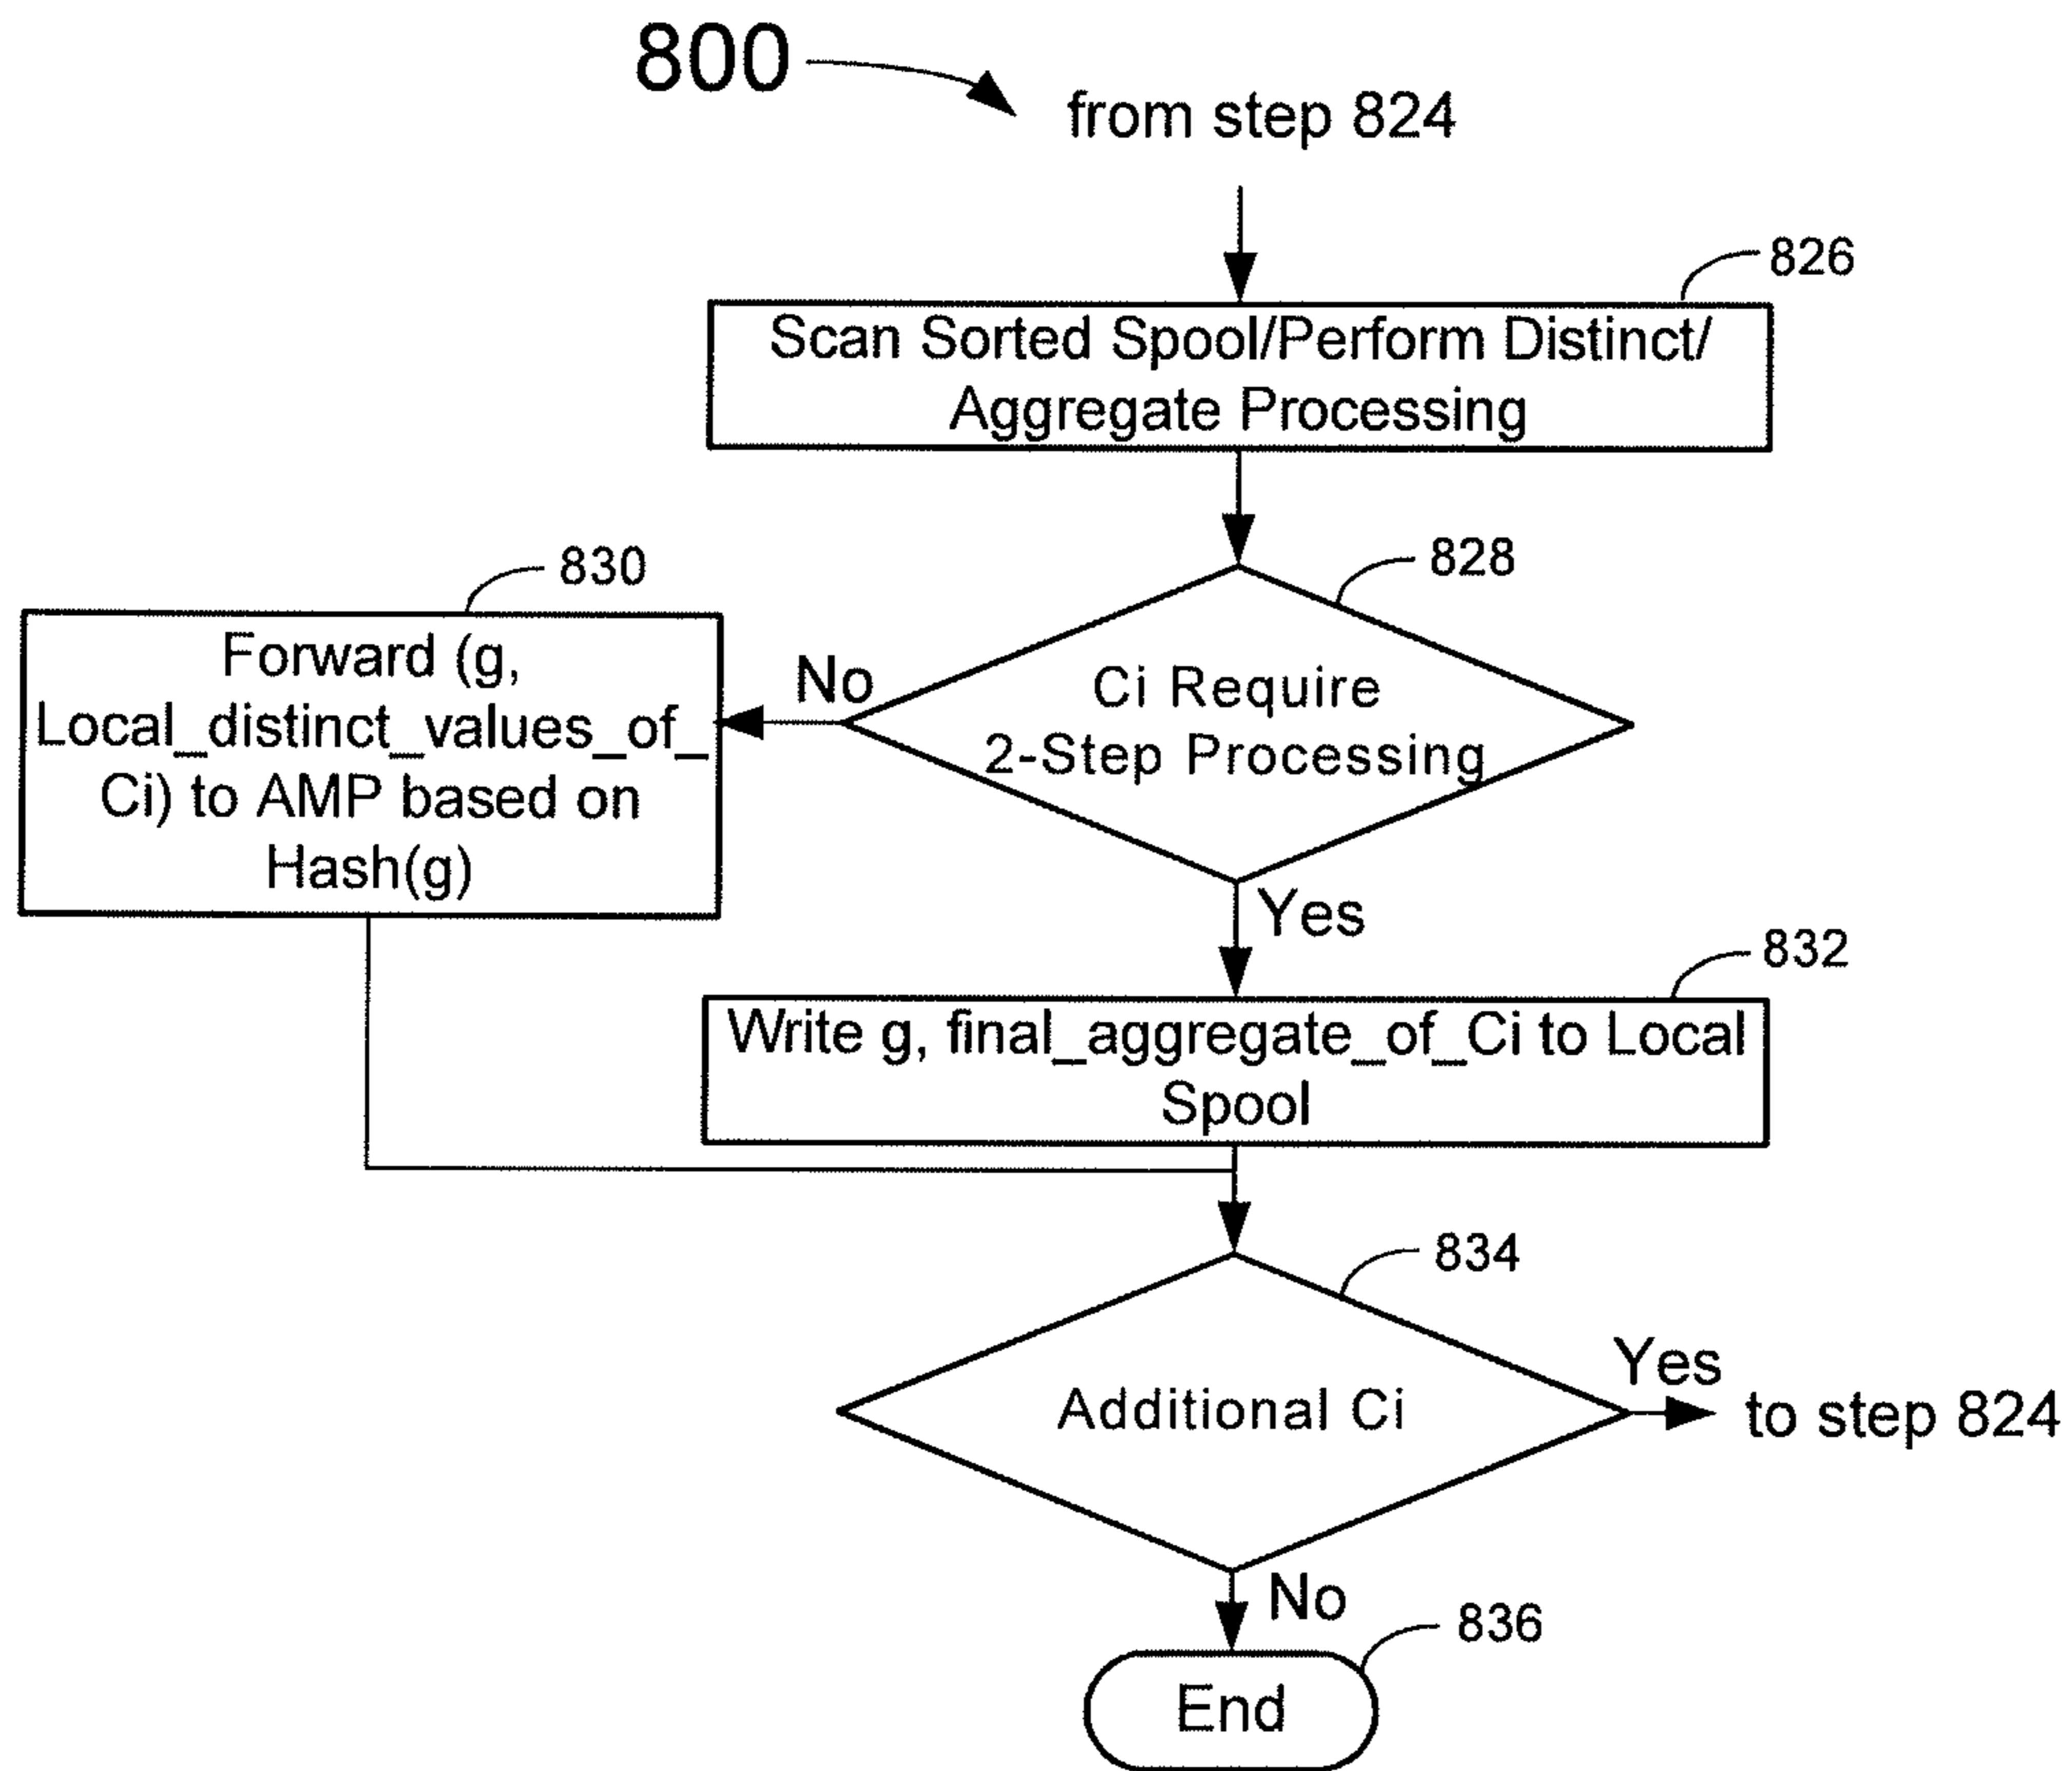 800
from step 824
826
Scan Sorted Spool/Perform Distinct/
Aggregate Processing
828
Ci Require
2-Step Processing
No
830
Forward (g,
Local_distinct_values_of_
Ci) to AMP based on
Hash(g)
Yes
832
Write g, final_aggregate_of_Ci to Local
Spool
834
Additional Ci
Yes
to step 824
No
836
End